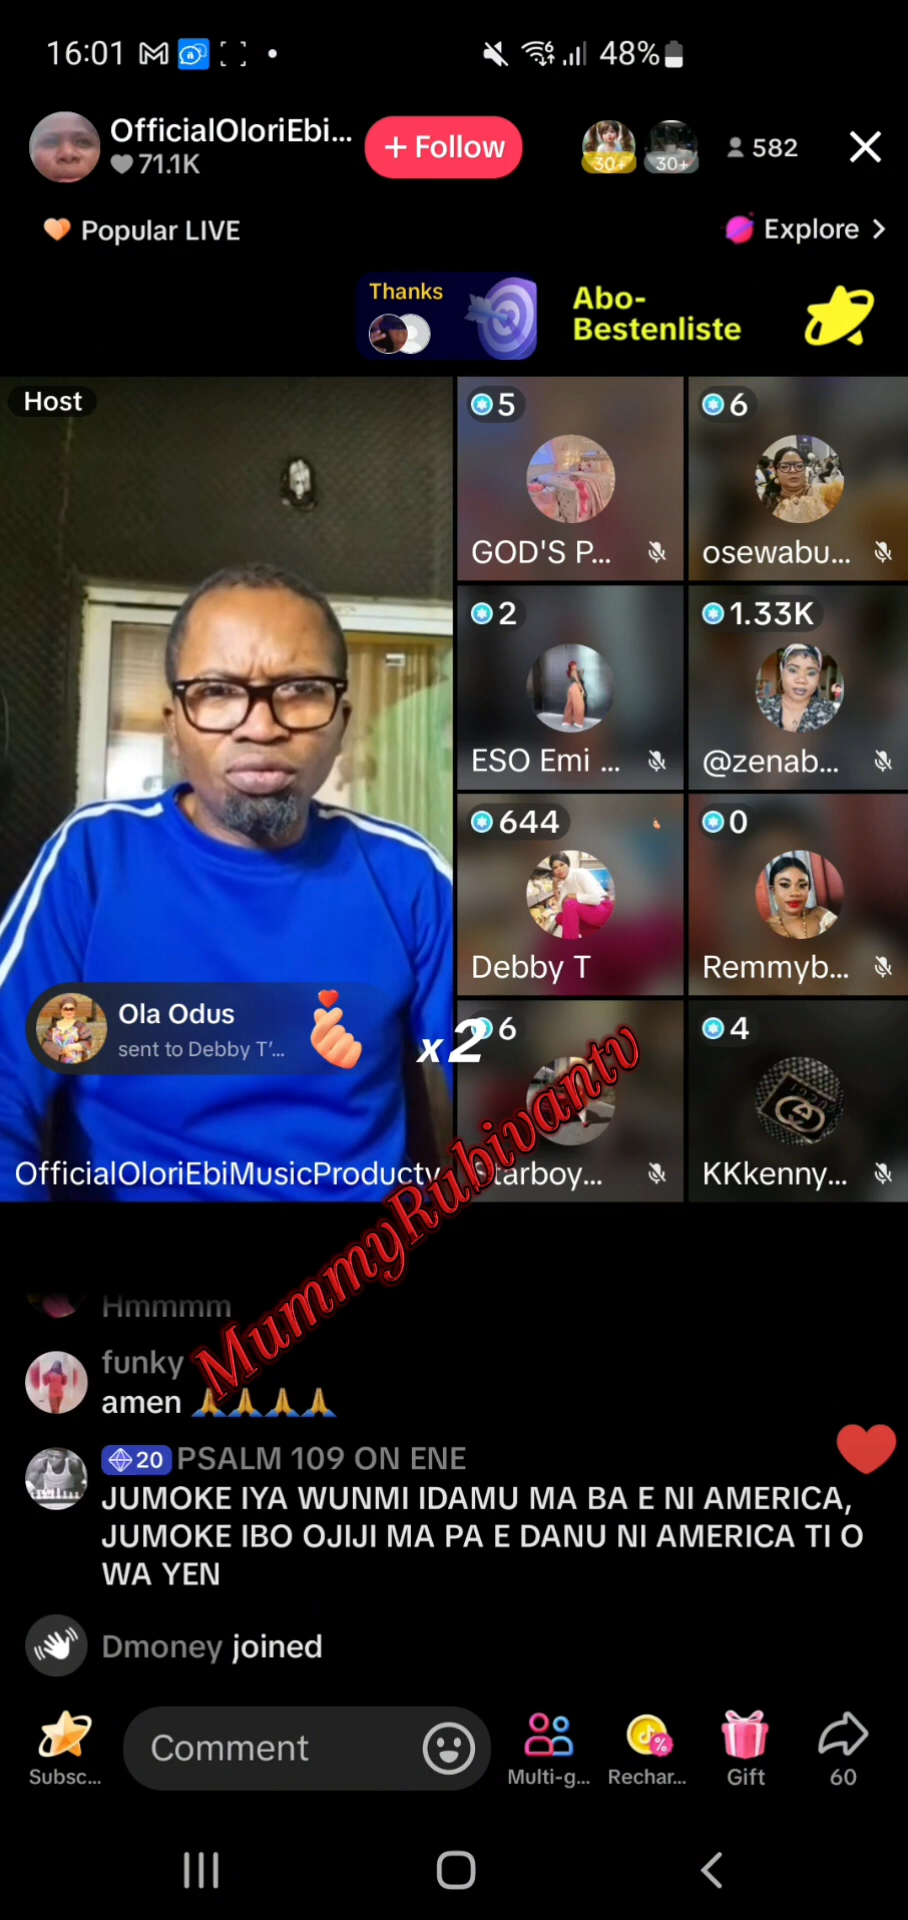 16:01
48%
OfficialOloriEbi...
71.1K
+ Follow
30+
30+
582
Popular LIVE
Explore >
Thanks
Abo-
Bestenliste
Host
5
GOD'S P...
6
osewabu...
2
ESO Emi ...
1.33K
@zenab...
644
Debby T
0
Remmyb...
Ola Odus
sent to Debby T'...
x2
6
Starboy...
4
KKkenny...
OfficialOloriEbiMusicProductv
MummyRubivantv
Hmmmm
funky
amen 🙏🙏🙏🙏
20 PSALM 109 ON ENE
JUMOKE IYA WUNMI IDAMU MA BA E NI AMERICA,
JUMOKE IBO OJIJI MA PA E DANU NI AMERICA TI O
WA YEN
Dmoney joined
Comment
Subsc...
Multi-g...
Rechar...
Gift
60